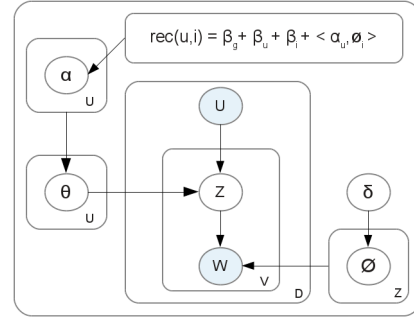 rec(u,i) = β_g + β_u + β_i + < α_u, ø_i >
α
U
U
θ
Z
δ
U
W
Ø
V
D
Z